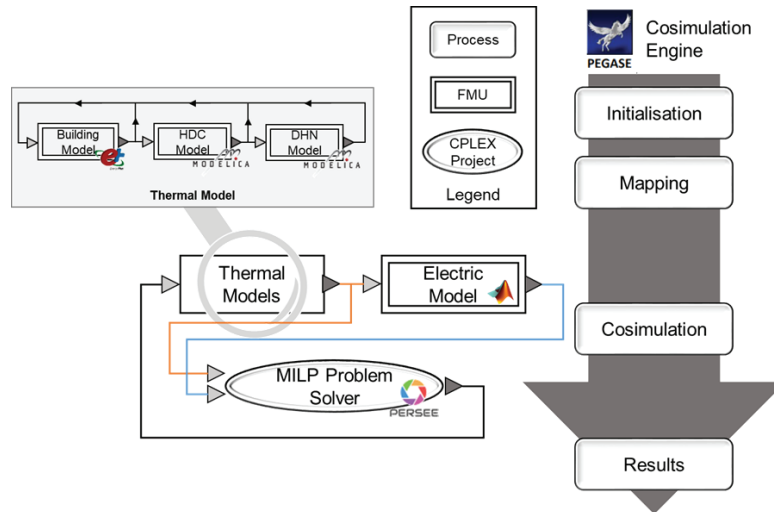 PEGASE
Cosimulation
Engine
Process
FMU
CPLEX
Project
Legend
Building
Model
HDC
Model
MODELICA
DHN
Model
MODELICA
Thermal Model
Initialisation
Mapping
Thermal
Models
Electric
Model
Cosimulation
MILP Problem
Solver
PERSEE
Results